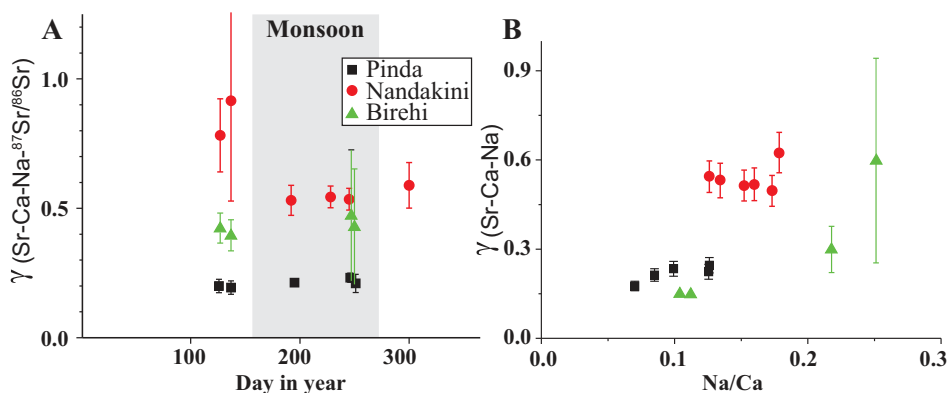 A
Monsoon
Pinda
Nandakini
Birehi
γ (Sr-Ca-Na-⁸⁷Sr/⁸⁶Sr)
1.0
0.5
0.0
100
200
300
Day in year
B
γ (Sr-Ca-Na)
0.9
0.6
0.3
0.0
0.0
0.1
0.2
0.3
Na/Ca